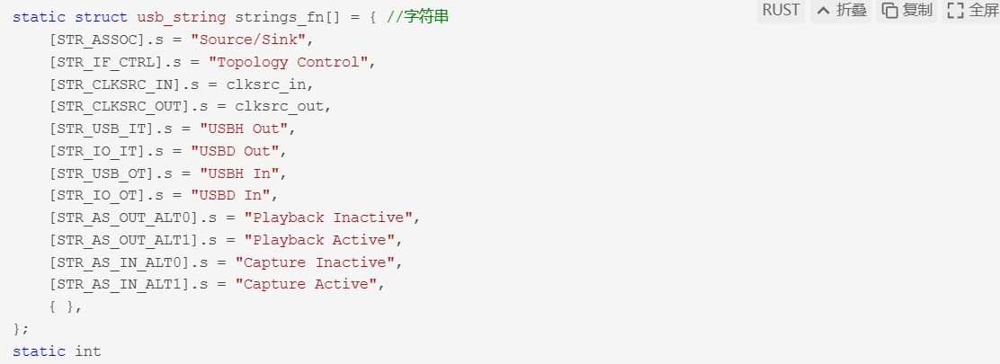 RUST 折叠 复制 全屏
static struct usb_string strings_fn[] = { //字符串
    [STR_ASSOC].s = "Source/Sink",
    [STR_IF_CTRL].s = "Topology Control",
    [STR_CLKSRC_IN].s = clksrc_in,
    [STR_CLKSRC_OUT].s = clksrc_out,
    [STR_USB_IT].s = "USBH Out",
    [STR_IO_IT].s = "USBD Out",
    [STR_USB_OT].s = "USBH In",
    [STR_IO_OT].s = "USBD In",
    [STR_AS_OUT_ALT0].s = "Playback Inactive",
    [STR_AS_OUT_ALT1].s = "Playback Active",
    [STR_AS_IN_ALT0].s = "Capture Inactive",
    [STR_AS_IN_ALT1].s = "Capture Active",
    { },
};
static int